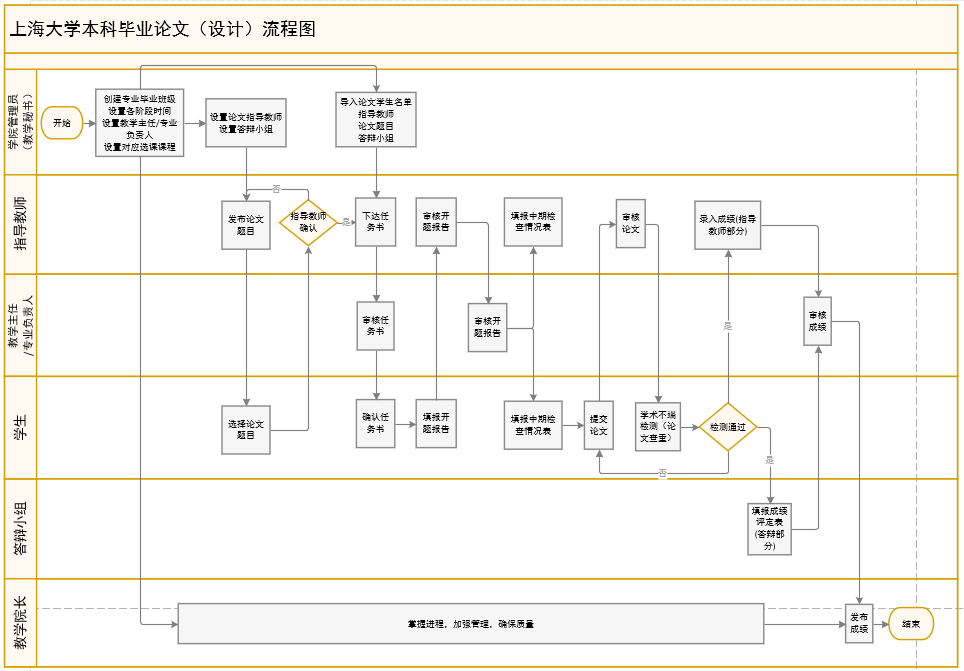 上海大学本科毕业论文（设计）流程图
学院管理员
（教学秘书）
开始
创建专业毕业班级
设置各阶段时间
设置教学主任/专业
负责人
设置对应选课课程
设置论文指导教师
设置答辩小组
导入论文学生名单
指导教师
论文题目
答辩小组
指导教师
发布论文
题目
否
指导教师
确认
是
下达任
务书
审核开
题报告
填报中期检
查情况表
审核
论文
录入成绩(指导
教师部分)
教学主任
/专业负责人
审核任
务书
审核开
题报告
是
审核
成绩
学生
选择论文
题目
确认任
务书
填报开
题报告
填报中期检
查情况表
提交
论文
学术不端
检测（论
文查重）
检测通过
否
是
答辩小组
填报成绩
评定表
(答辩部
分)
教学院长
掌握进程，加强管理，确保质量
发布
成绩
结束